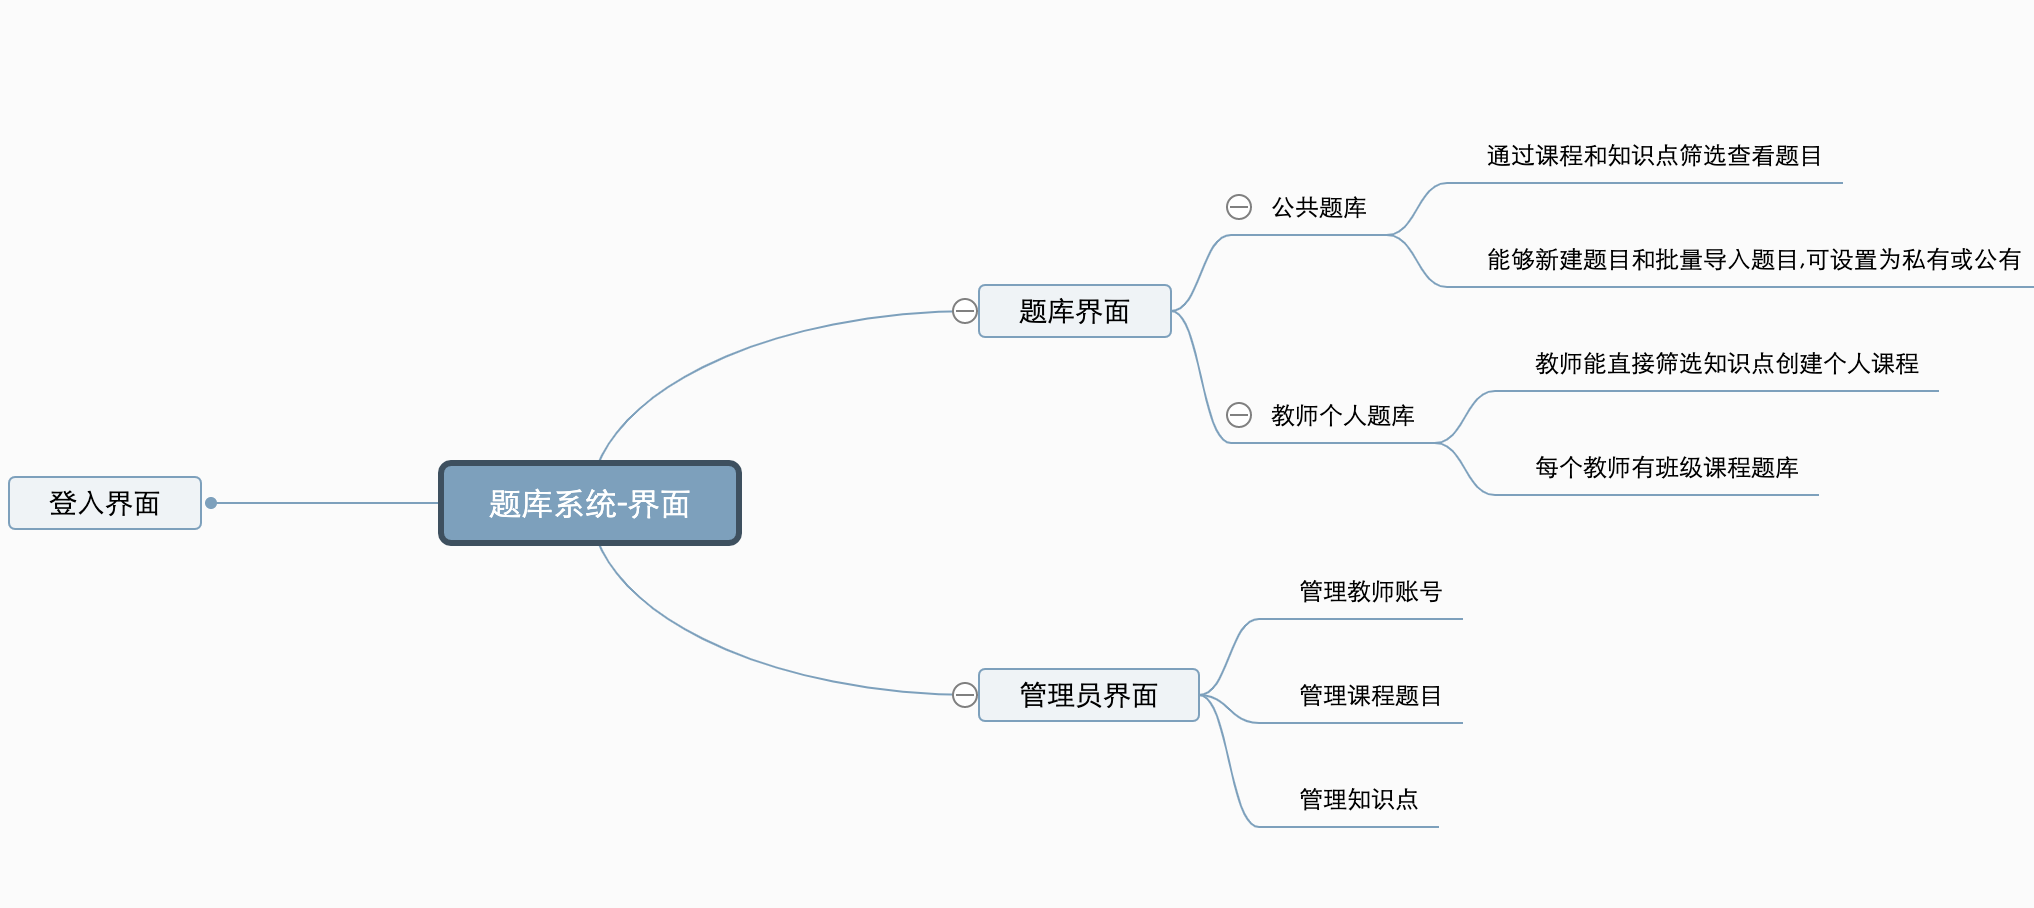 题库系统-界面
登入界面
题库界面
公共题库
通过课程和知识点筛选查看题目
能够新建题目和批量导入题目,可设置为私有或公有
教师个人题库
教师能直接筛选知识点创建个人课程
每个教师有班级课程题库
管理员界面
管理教师账号
管理课程题目
管理知识点